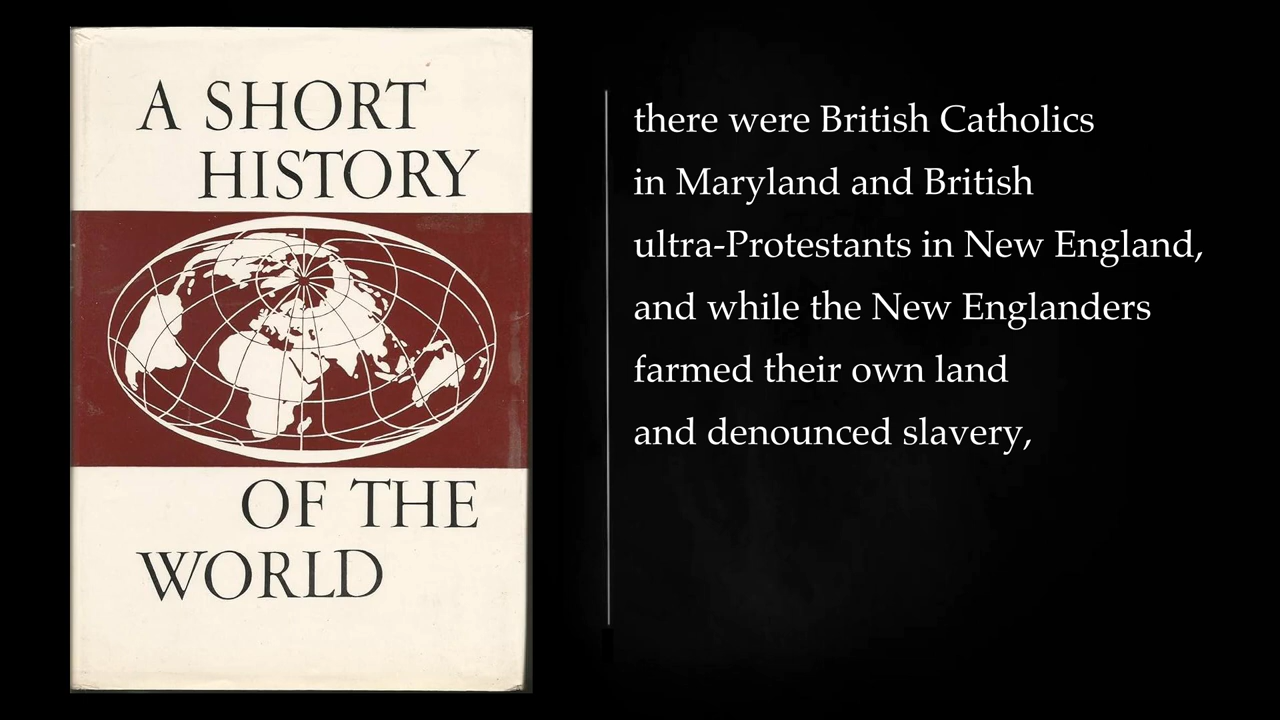 A SHORT
HISTORY
OF THE
WORLD
there were British Catholics
in Maryland and British
ultra-Protestants in New England,
and while the New Englanders
farmed their own land
and denounced slavery,